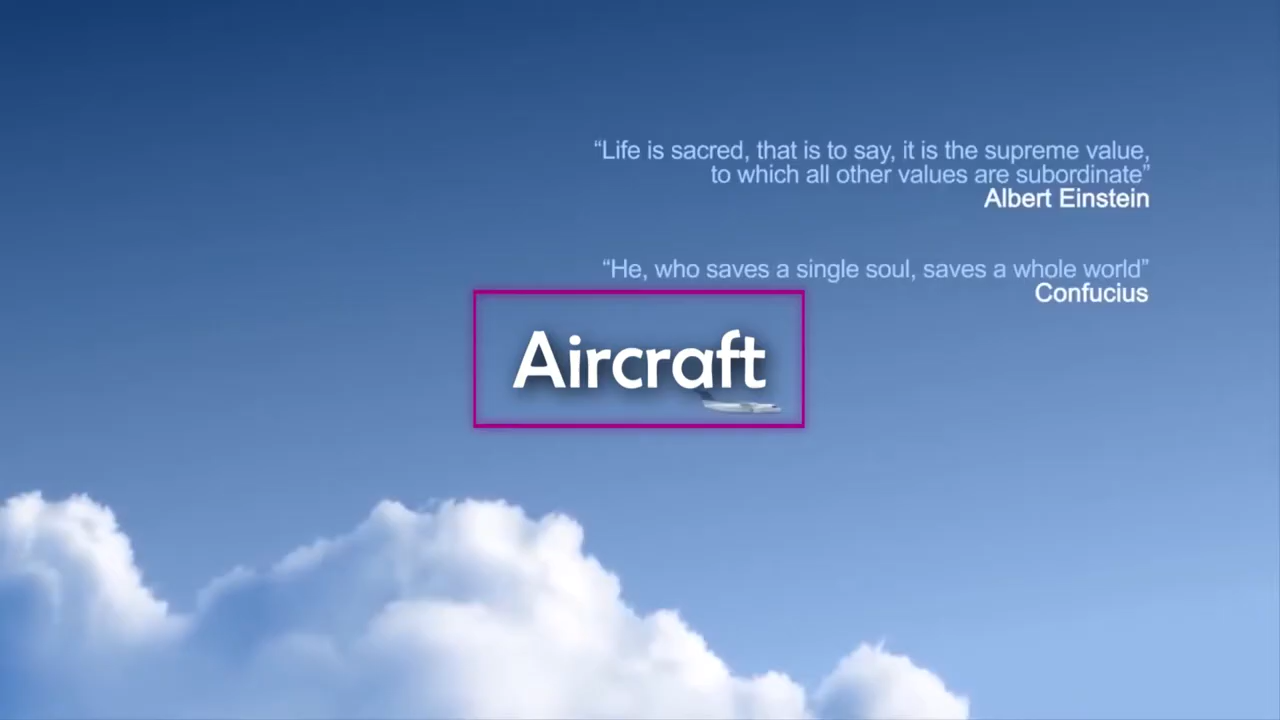 “Life is sacred, that is to say, it is the supreme value,
to which all other values are subordinate”
Albert Einstein
“He, who saves a single soul, saves a whole world”
Confucius
Aircraft